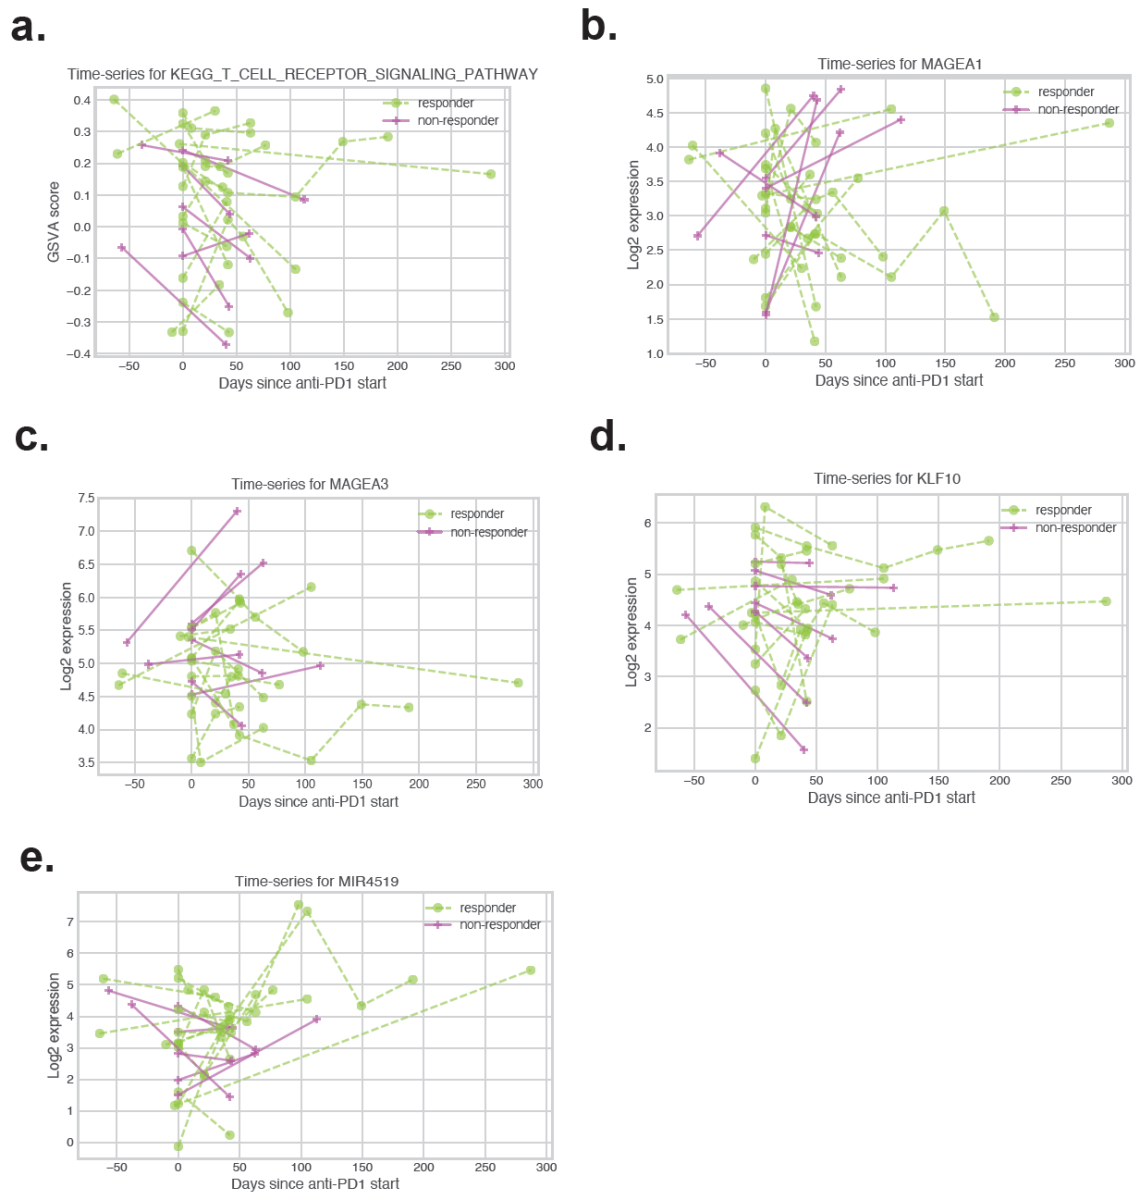 a.
Time-series for KEGG_T_CELL_RECEPTOR_SIGNALING_PATHWAY
responder
non-responder
0.4
0.3
0.2
0.1
0.0
−0.1
−0.2
−0.3
−0.4
GSVA score
−50 0 50 100 150 200 250 300
Days since anti-PD1 start
b.
Time-series for MAGEA1
responder
non-responder
5.0
4.5
4.0
3.5
3.0
2.5
2.0
1.5
1.0
Log2 expression
−50 0 50 100 150 200 250 300
Days since anti-PD1 start
c.
Time-series for MAGEA3
responder
non-responder
7.5
7.0
6.5
6.0
5.5
5.0
4.5
4.0
3.5
Log2 expression
−50 0 50 100 150 200 250 300
Days since anti-PD1 start
d.
Time-series for KLF10
responder
non-responder
6
5
4
3
2
Log2 expression
−50 0 50 100 150 200 250 300
Days since anti-PD1 start
e.
Time-series for MIR4519
responder
non-responder
7
6
5
4
3
2
1
0
Log2 expression
−50 0 50 100 150 200 250 300
Days since anti-PD1 start